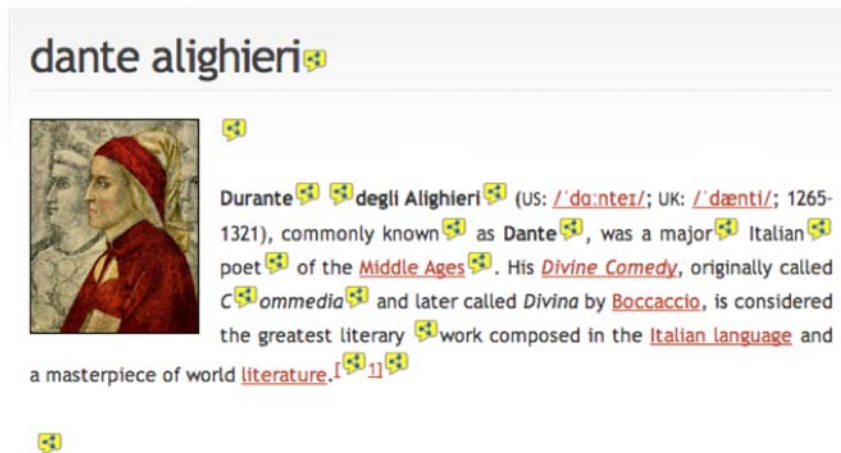 dante alighieri
Durante degli Alighieri (US: /ˈdɑːnteɪ/; UK: /ˈdænti/; 1265-
1321), commonly known as Dante, was a major Italian
poet of the Middle Ages. His Divine Comedy, originally called
Commedia and later called Divina by Boccaccio, is considered
the greatest literary work composed in the Italian language and
a masterpiece of world literature.[1]